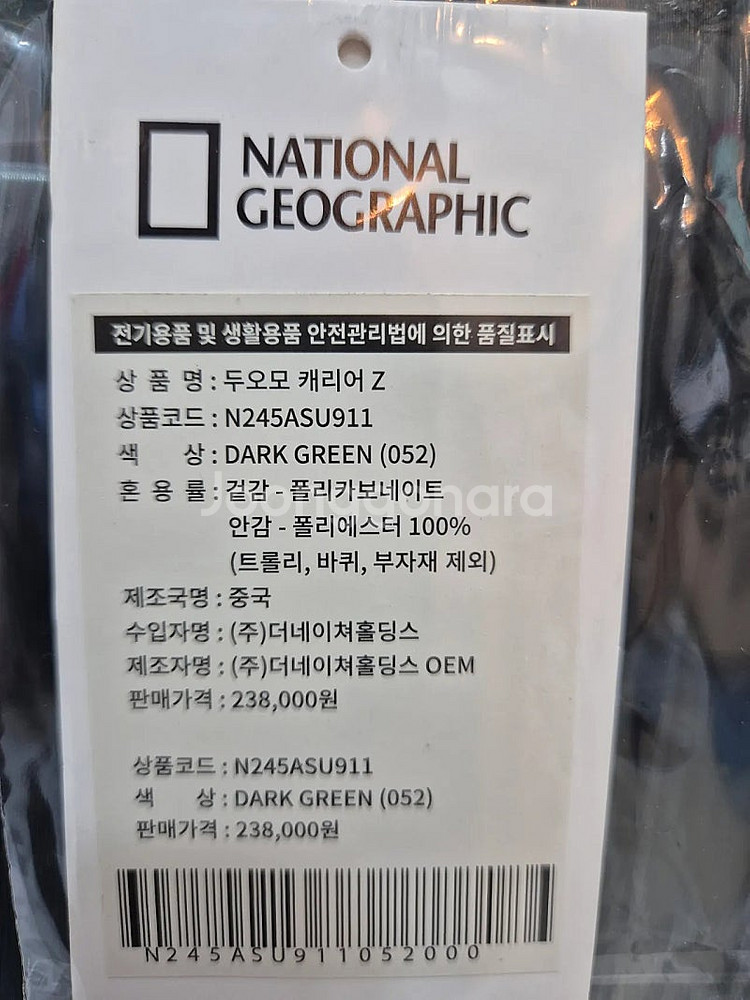 NATIONAL
GEOGRAPHIC
전기용품 및 생활용품 안전관리법에 의한 품질표시
상 품 명 : 두오모 캐리어 Z
상품코드 : N245ASU911
색 상 : DARK GREEN (052)
혼 용 률 : 겉감 - 폴리카보네이트
Joonggonara
안감 - 폴리에스터 100%
(트롤리, 바퀴, 부자재 제외)
제조국명 : 중국
수입자명 : (주)더네이쳐홀딩스
제조자명 : (주)더네이쳐홀딩스 OEM
판매가격 : 238,000원
상품코드 : N245ASU911
색 상 : DARK GREEN (052)
판매가격 : 238,000원
N245ASU911052000